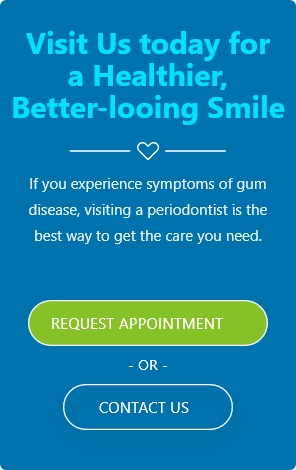 Visit Us today for
a Healthier,
Better-looing Smile
If you experience symptoms of gum
disease, visiting a periodontist is the
best way to get the care you need.
REQUEST APPOINTMENT
- OR -
CONTACT US